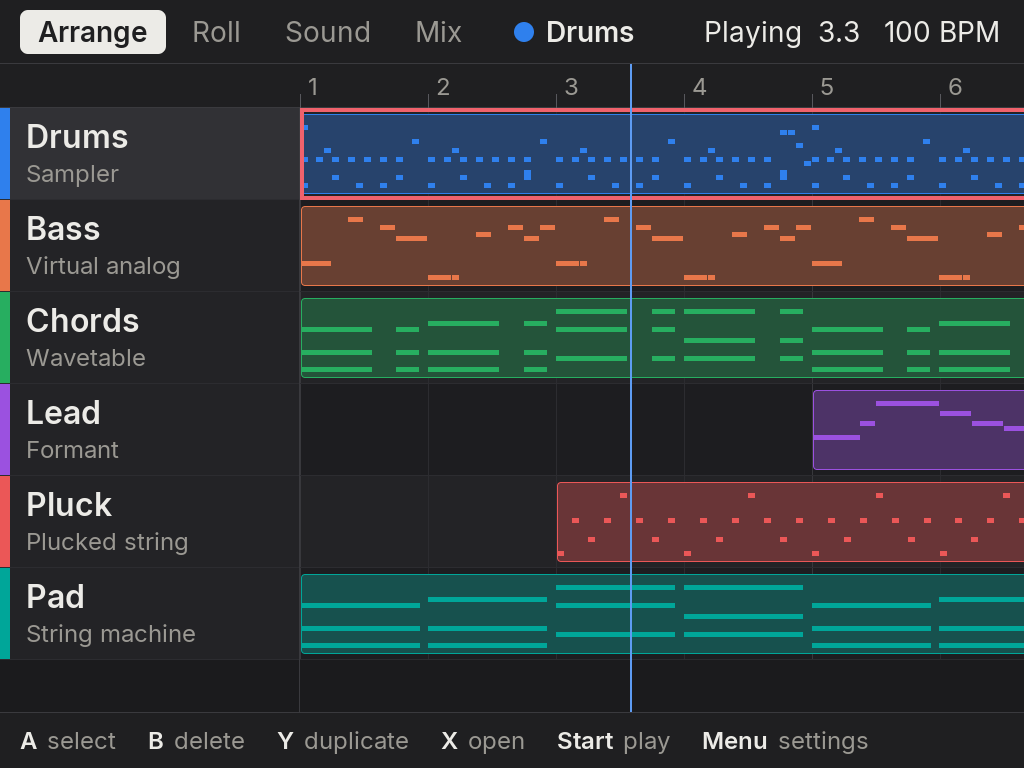 Arrange Roll Sound Mix Drums Playing 3.3 100 BPM
1 2 3 4 5 6
Drums
Sampler
Bass
Virtual analog
Chords
Wavetable
Lead
Formant
Pluck
Plucked string
Pad
String machine
A select B delete Y duplicate X open Start play Menu settings